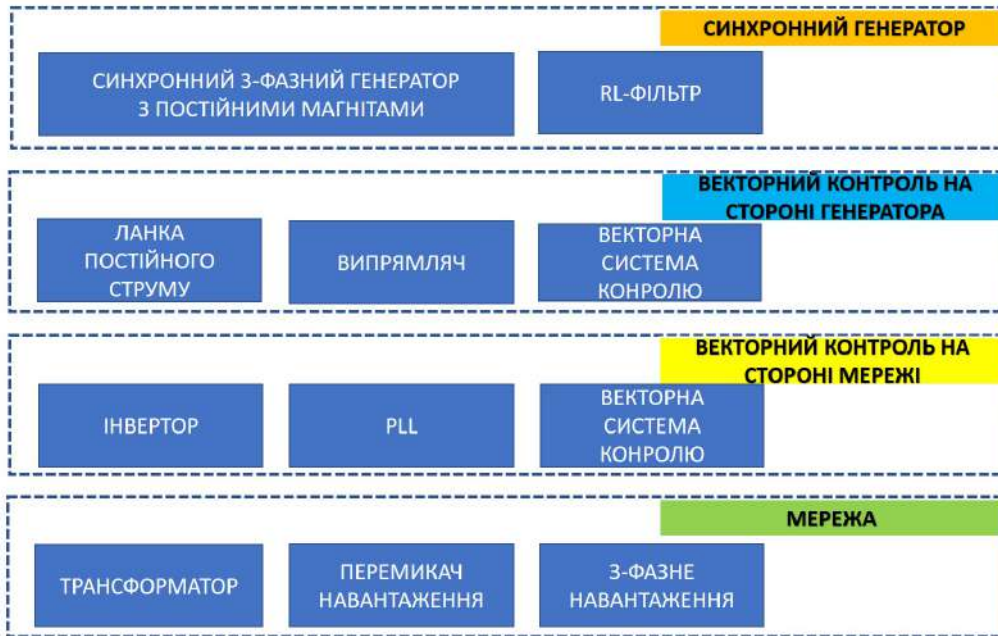 СИНХРОННИЙ ГЕНЕРАТОР
СИНХРОННИЙ 3-ФАЗНИЙ ГЕНЕРАТОР
З ПОСТІЙНИМИ МАГНІТАМИ
RL-ФІЛЬТР
ВЕКТОРНИЙ КОНТРОЛЬ НА
СТОРОНІ ГЕНЕРАТОРА
ЛАНКА
ПОСТІЙНОГО
СТРУМУ
ВИПРЯМЛЯЧ
ВЕКТОРНА
СИСТЕМА
КОНРОЛЮ
ВЕКТОРНИЙ КОНТРОЛЬ НА
СТОРОНІ МЕРЕЖІ
ІНВЕРТОР
PLL
ВЕКТОРНА
СИСТЕМА
КОНРОЛЮ
МЕРЕЖА
ТРАНСФОРМАТОР
ПЕРЕМИКАЧ
НАВАНТАЖЕННЯ
3-ФАЗНЕ
НАВАНТАЖЕННЯ